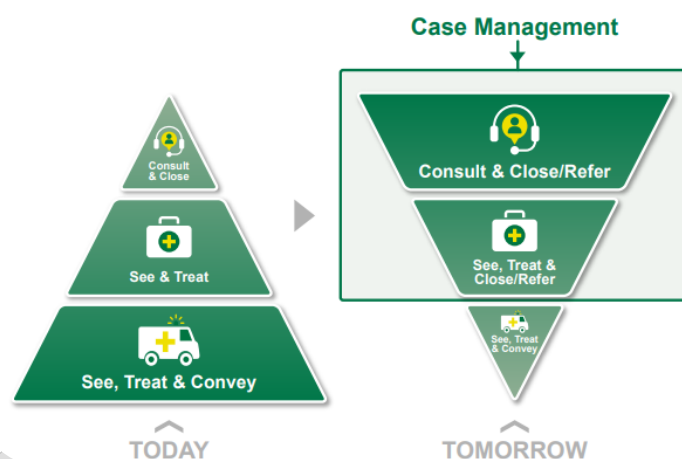 Case Management
Consult
& Close
See & Treat
See, Treat & Convey
TODAY
Consult & Close/Refer
See, Treat &
Close/Refer
See, Treat
& Convey
TOMORROW